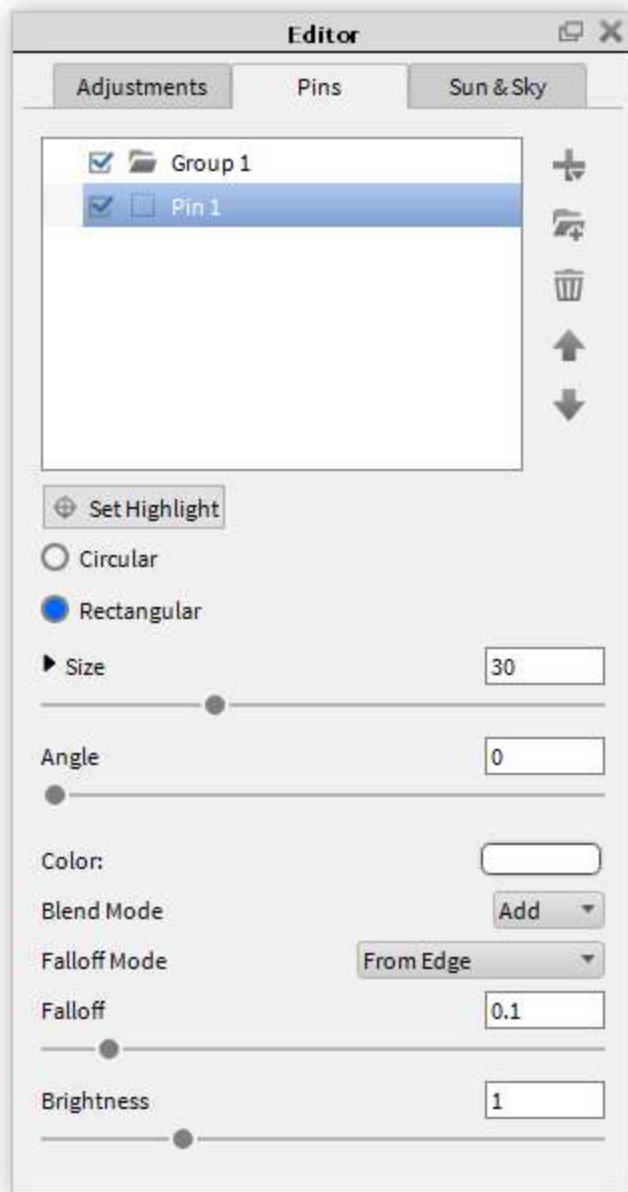 Editor
Adjustments Pins Sun & Sky
Group 1
Pin 1
Set Highlight
Circular
Rectangular
Size 30
Angle 0
Color:
Blend Mode Add
Falloff Mode From Edge
Falloff 0.1
Brightness 1